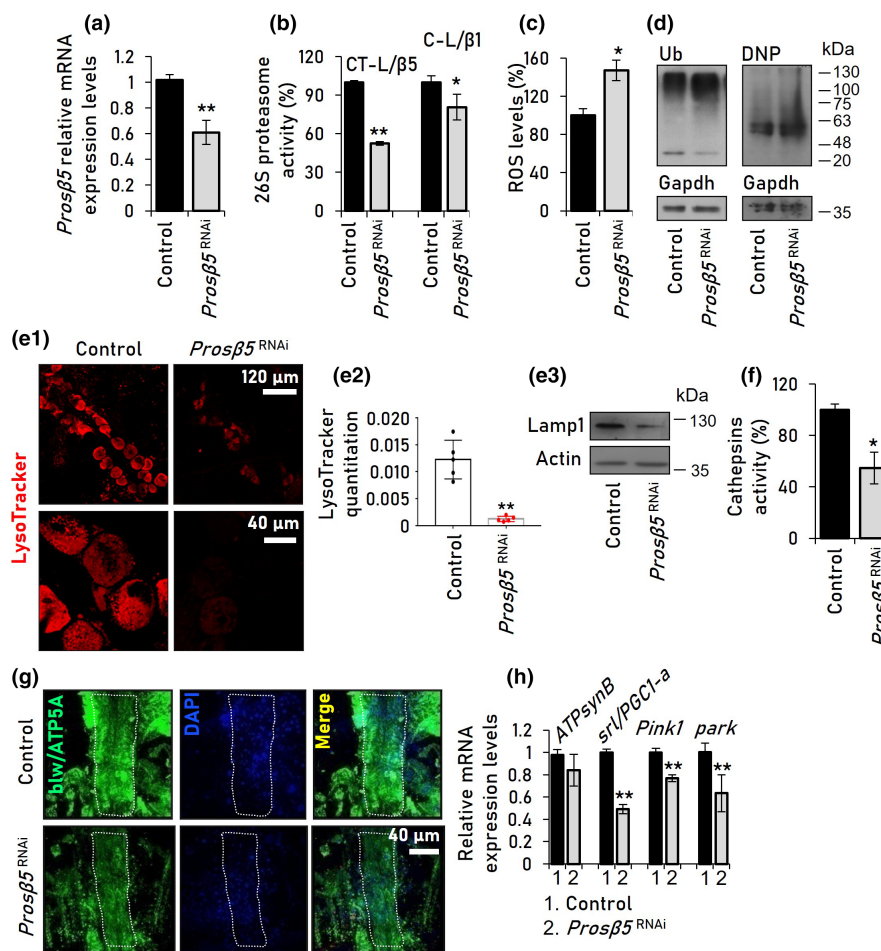 (a)
Prosβ5 relative mRNA
expression levels
1.2
1
0.8
0.6
0.4
0.2
0
**
Control
Prosβ5 RNAi
(b)
26S proteasome
activity (%)
120
90
60
30
0
CT-L/β5
C-L/β1
**
*
Control
Prosβ5 RNAi
Control
Prosβ5 RNAi
(c)
ROS levels (%)
160
120
80
40
0
*
Control
Prosβ5 RNAi
(d)
Ub
DNP
kDa
130
100
75
63
48
20
Gapdh
Gapdh
35
Control
Prosβ5 RNAi
Control
Prosβ5 RNAi
(e1)
Control
Prosβ5 RNAi
LysoTracker
120 µm
40 µm
(e2)
LysoTracker
quantitation
0.020
0.015
0.010
0.005
0
**
Control
Prosβ5 RNAi
(e3)
kDa
Lamp1
130
Actin
35
Control
Prosβ5 RNAi
(f)
Cathepsins
activity (%)
120
80
40
0
*
Control
Prosβ5 RNAi
(g)
Control
blw/ATP5A
DAPI
Merge
Prosβ5 RNAi
40 µm
(h)
Relative mRNA
expression levels
1.2
1
0.8
0.6
0.4
0.2
0
ATPsynB
srl/PGC1-a
Pink1
park
**
**
**
1 2
1 2
1 2
1 2
1. Control
2. Prosβ5 RNAi